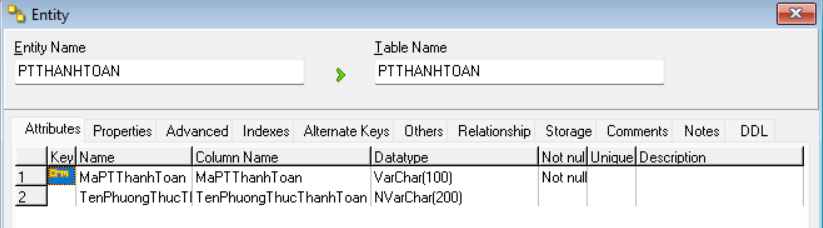 Entity
Entity Name Table Name
PTTHANHTOAN PTTHANHTOAN
Attributes Properties Advanced Indexes Alternate Keys Others Relationship Storage Comments Notes DDL
Key Name Column Name Datatype Not nul Unique Description
1 MaPTThanhToan MaPTThanhToan VarChar(100) Not null
2 TenPhuongThucTl TenPhuongThucThanhToan NVarChar(200)